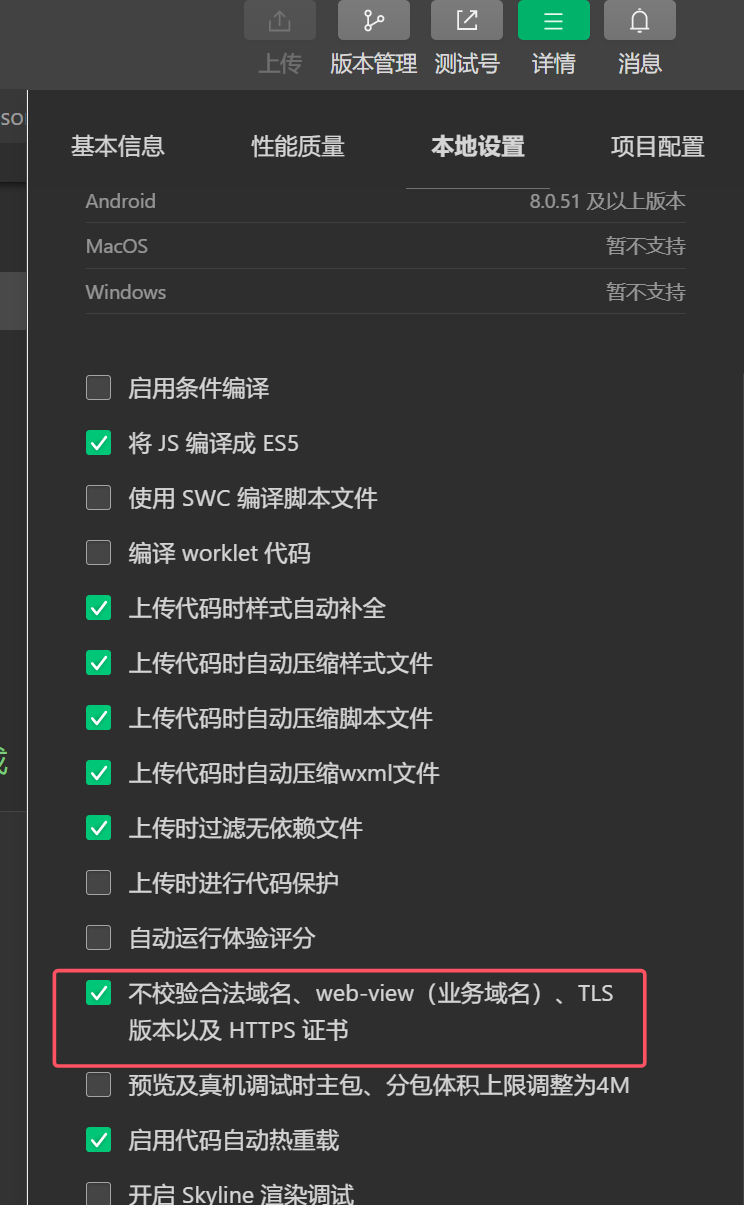 上传 版本管理 测试号 详情 消息
so
基本信息 性能质量 本地设置 项目配置
Android 8.0.51 及以上版本
MacOS 暂不支持
Windows 暂不支持
启用条件编译
将 JS 编译成 ES5
使用 SWC 编译脚本文件
编译 worklet 代码
上传代码时样式自动补全
上传代码时自动压缩样式文件
上传代码时自动压缩脚本文件
上传代码时自动压缩wxml文件
上传时过滤无依赖文件
上传时进行代码保护
自动运行体验评分
不校验合法域名、web-view（业务域名）、TLS
版本以及 HTTPS 证书
预览及真机调试时主包、分包体积上限调整为4M
启用代码自动热重载
开启 Skyline 渲染调试